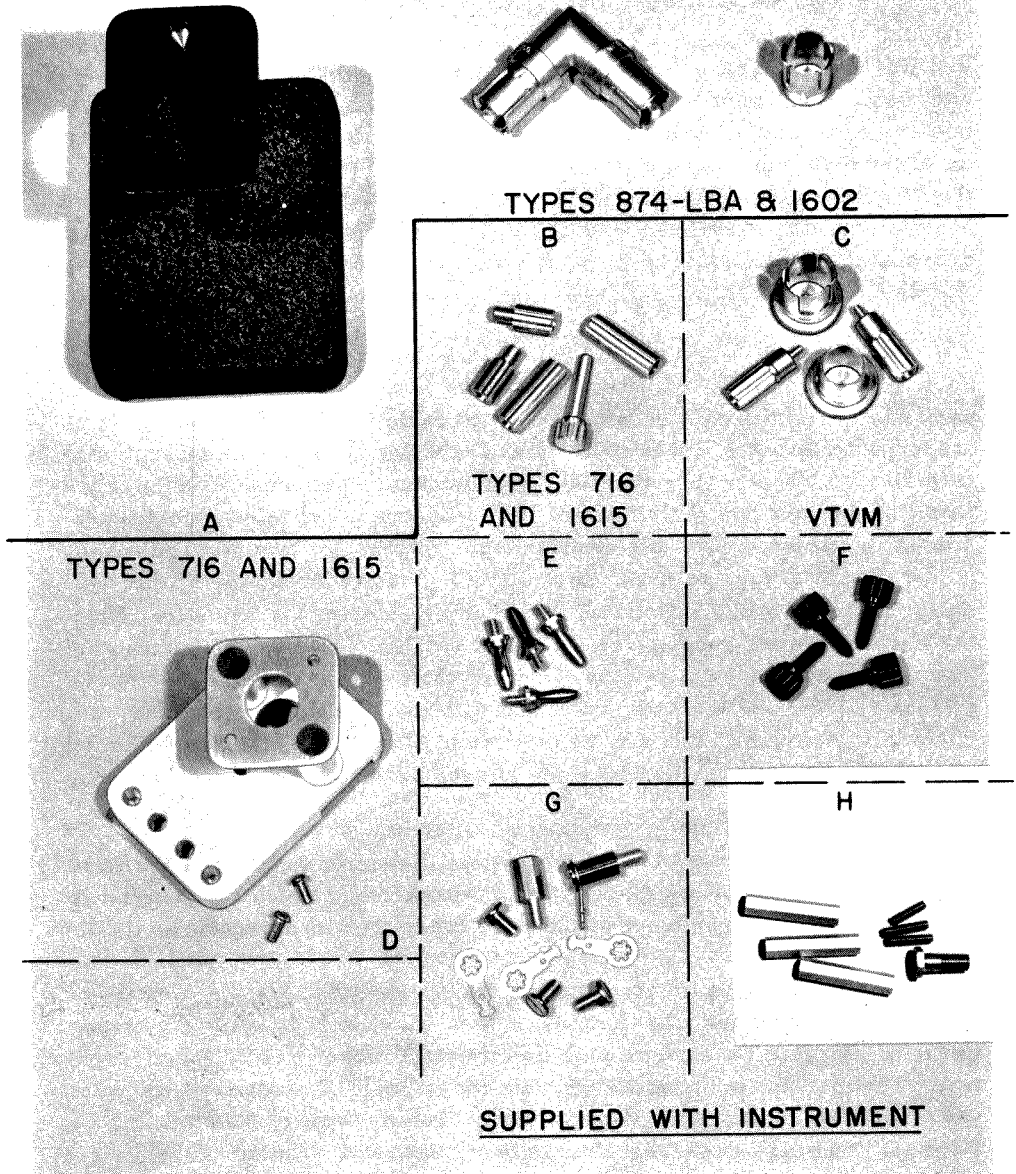 TYPES 874-LBA & 1602
B
C
TYPES 716
AND 1615
VTVM
A
TYPES 716 AND 1615
E
F
D
G
H
SUPPLIED WITH INSTRUMENT